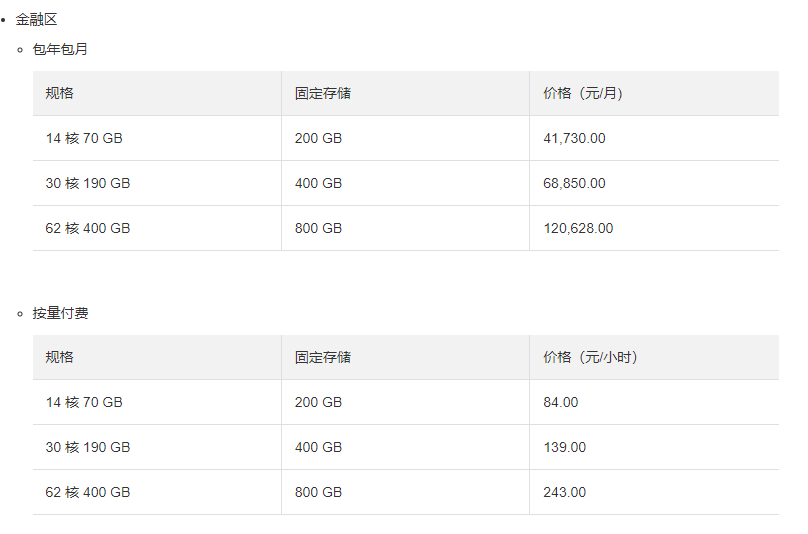 金融区
包年包月
规格 固定存储 价格（元/月)
14 核 70 GB 200 GB 41,730.00
30 核 190 GB 400 GB 68,850.00
62 核 400 GB 800 GB 120,628.00
按量付费
规格 固定存储 价格（元/小时）
14 核 70 GB 200 GB 84.00
30 核 190 GB 400 GB 139.00
62 核 400 GB 800 GB 243.00